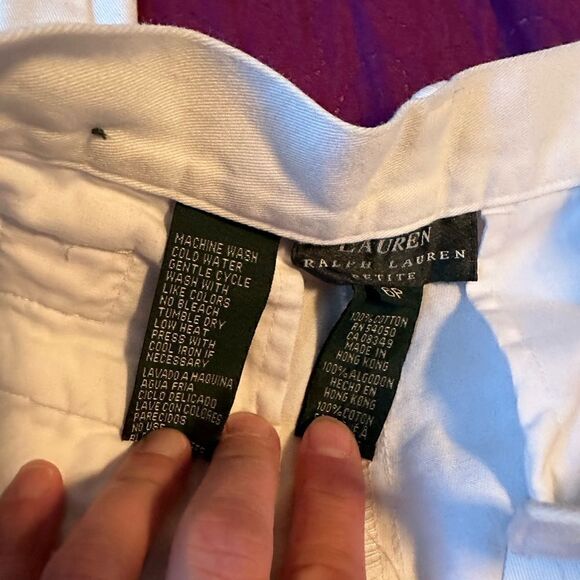 MACHINE WASH
COLD WATER
GENTLE CYCLE
WASH WITH
LIKE COLORS
NO BLEACH
TUMBLE DRY
LOW HEAT
PRESS WITH
COOL IRON IF
NECESSARY
LAVADO A MAQUINA
AGUA FRIA
CICLO DELICADO
LAVE CON COLORES
PARECIDOS
NO USE
LAUREN
RALPH LAUREN
PETITE
6P
100% COTTON
RN 54050
CA 08349
MADE IN
HONG KONG
100% ALGODON
HECHO EN
HONG KONG
100% COTON